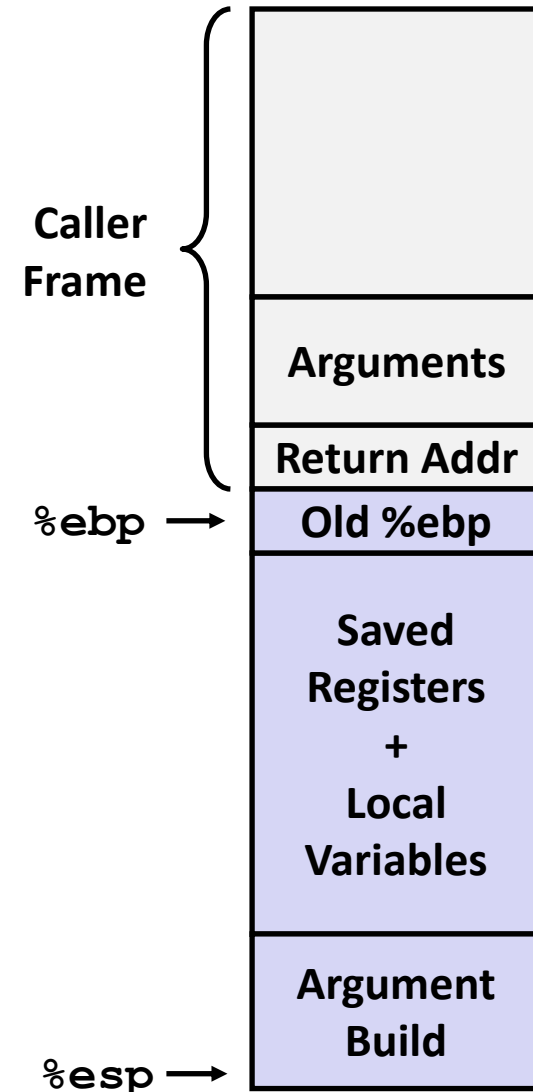 Caller
Frame
Arguments
Return Addr
%ebp
Old %ebp
Saved
Registers
+
Local
Variables
Argument
Build
%esp